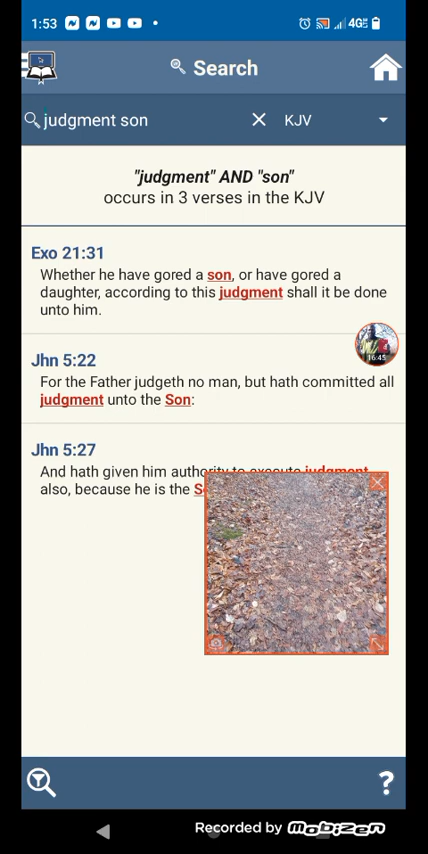 1:53
4G
Search
judgment son
KJV
"judgment" AND "son"
occurs in 3 verses in the KJV
Exo 21:31
Whether he have gored a son, or have gored a
daughter, according to this judgment shall it be done
unto him.
Jhn 5:22
16:45
For the Father judgeth no man, but hath committed all
judgment unto the Son:
Jhn 5:27
And hath given him authority to execute judgment
also, because he is the
?
Recorded by Mobizen